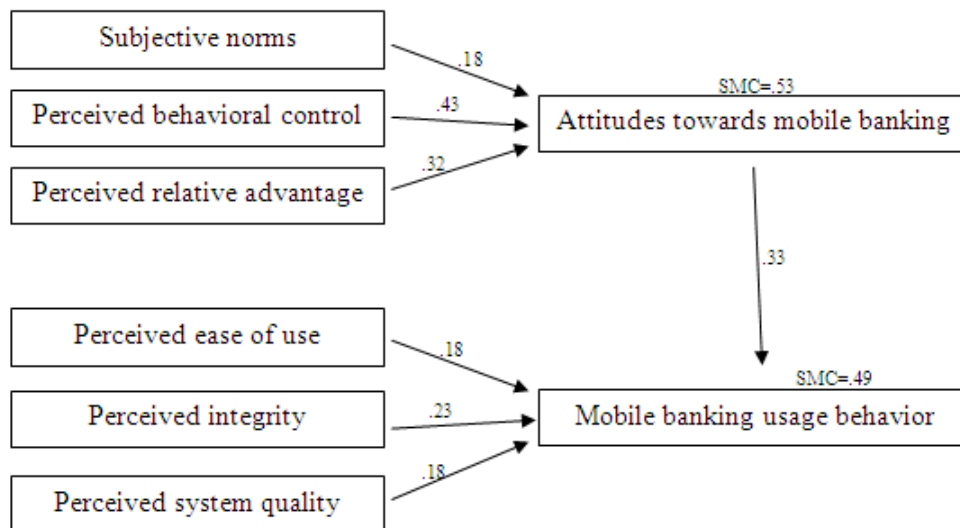 Subjective norms
.18
SMC=.53
Perceived behavioral control
.43
Attitudes towards mobile banking
.32
Perceived relative advantage
.33
Perceived ease of use
.18
SMC=.49
Perceived integrity
.23
Mobile banking usage behavior
.18
Perceived system quality